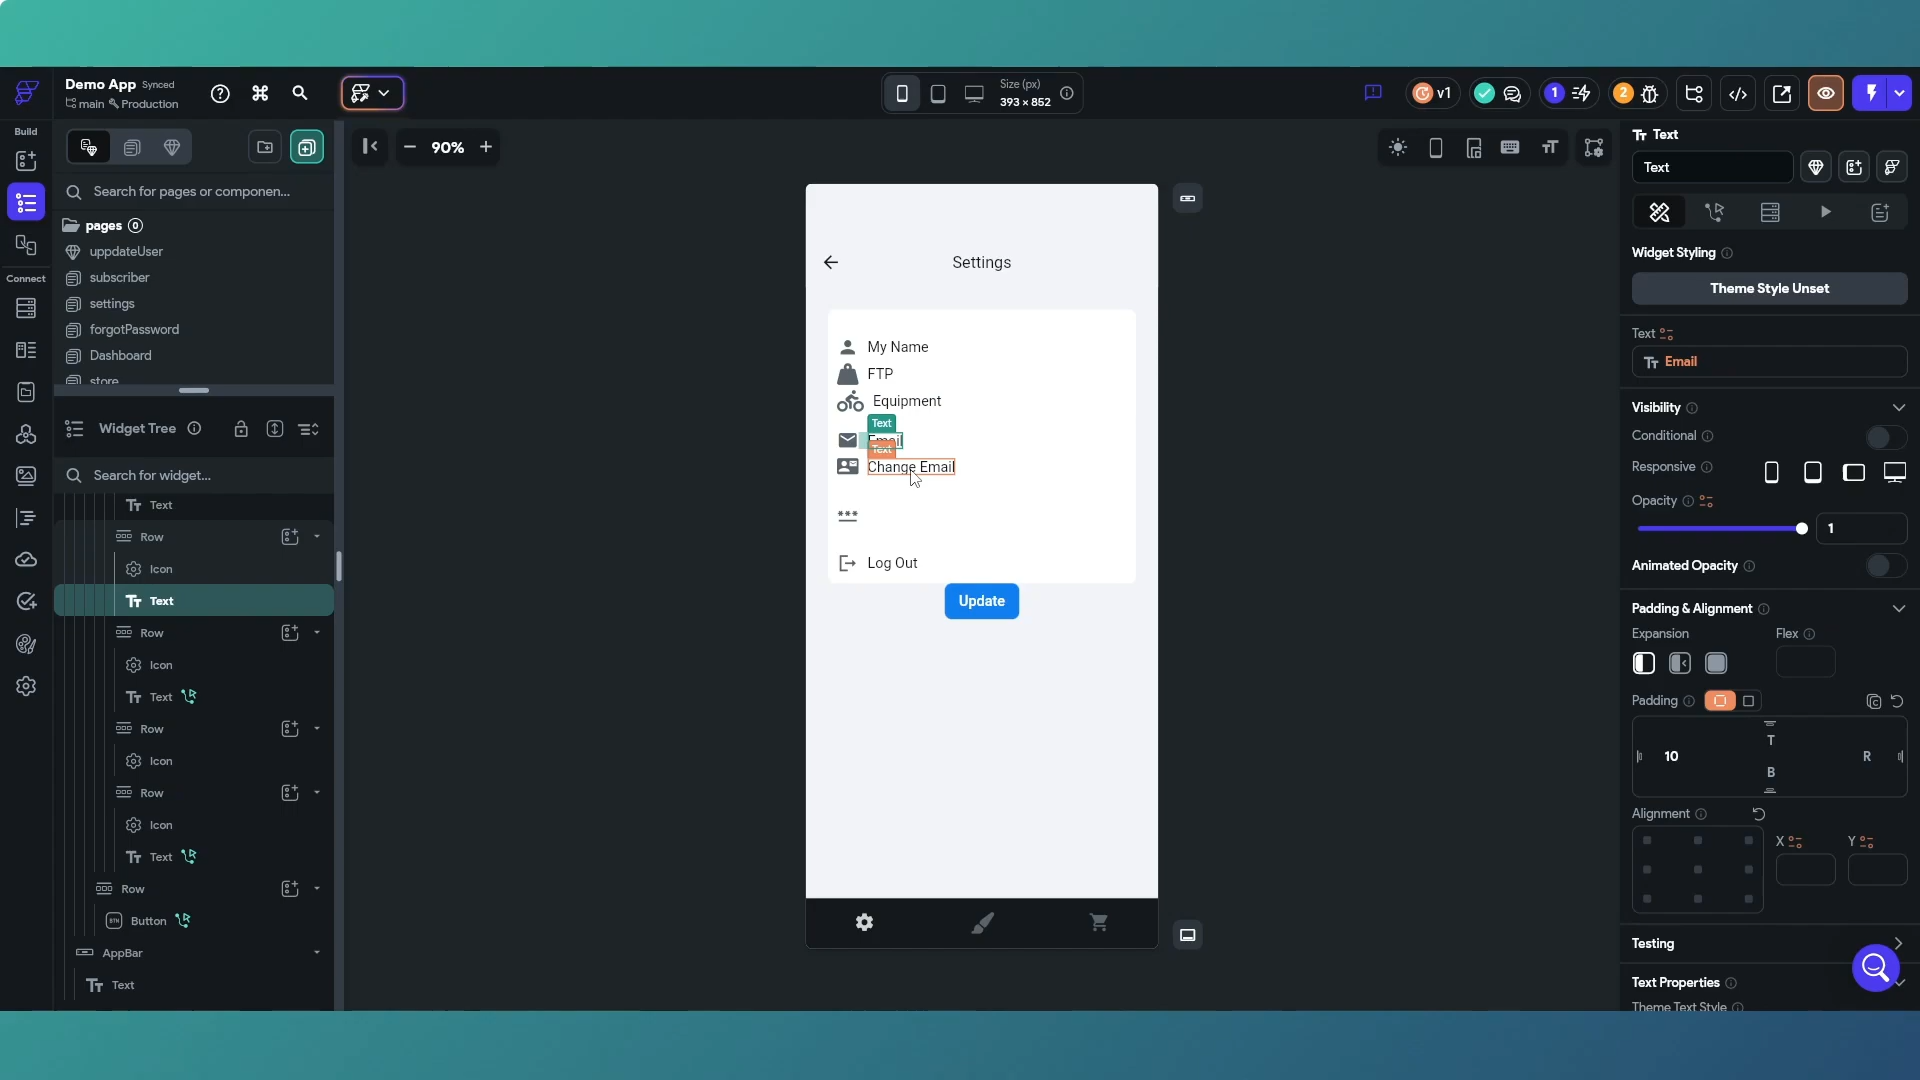 Demo App Synced
main Production
Size (px)
393 × 852
v1
1
2
Build
Connect
90%
Search for pages or componen...
pages 0
uppdateUser
subscriber
settings
forgotPassword
Dashboard
store
Widget Tree
Search for widget...
Text
Row
Icon
Text
Row
Icon
Text
Row
Icon
Row
Icon
Text
Row
BTN Button
AppBar
Text
Settings
My Name
FTP
Equipment
Text
Email
Text
Change Email
***
Log Out
Update
Text
Text
Widget Styling
Theme Style Unset
Text
Email
Visibility
Conditional
Responsive
Opacity
1
Animated Opacity
Padding & Alignment
Expansion
Flex
Padding
T
10
R
B
Alignment
X
Y
Testing
Text Properties
Theme Text Style